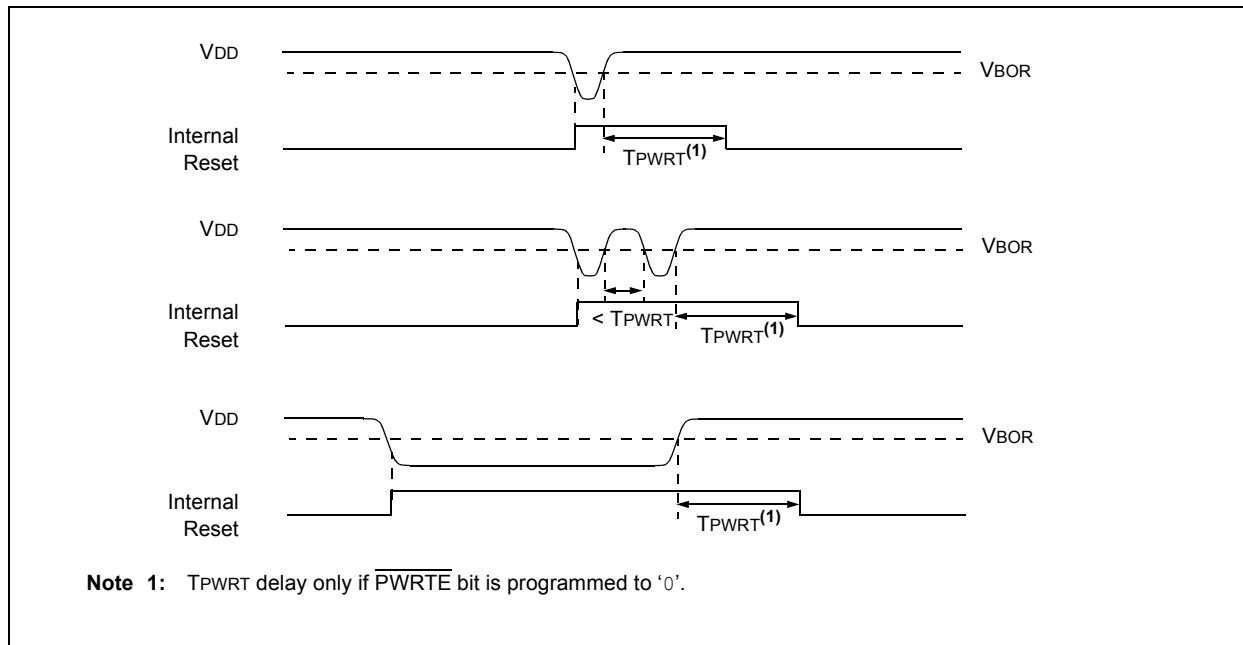 VDD
VBOR
Internal
Reset
TPWRT(1)
VDD
VBOR
Internal
Reset
< TPWRT
TPWRT(1)
VDD
VBOR
Internal
Reset
TPWRT(1)
Note 1: TPWRT delay only if PWRTE bit is programmed to ‘0’.